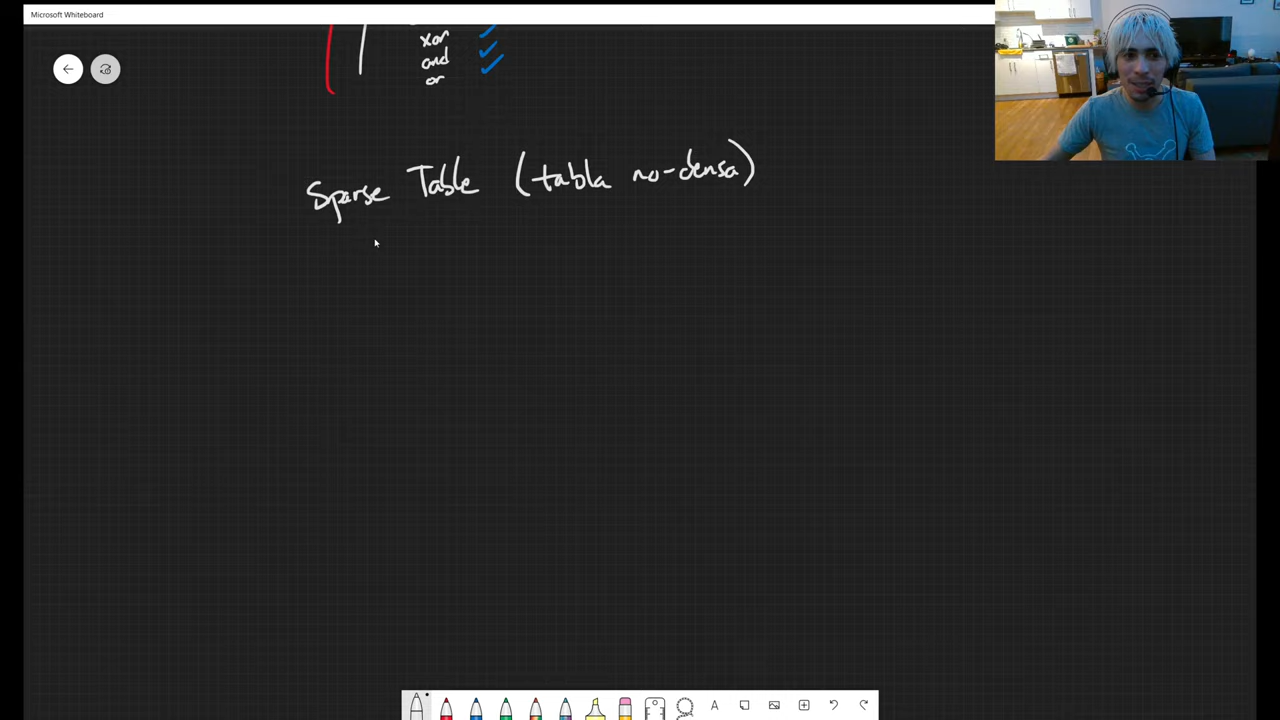 Microsoft Whiteboard
xor
and
or
Sparse Table (tabla no-densa)
A